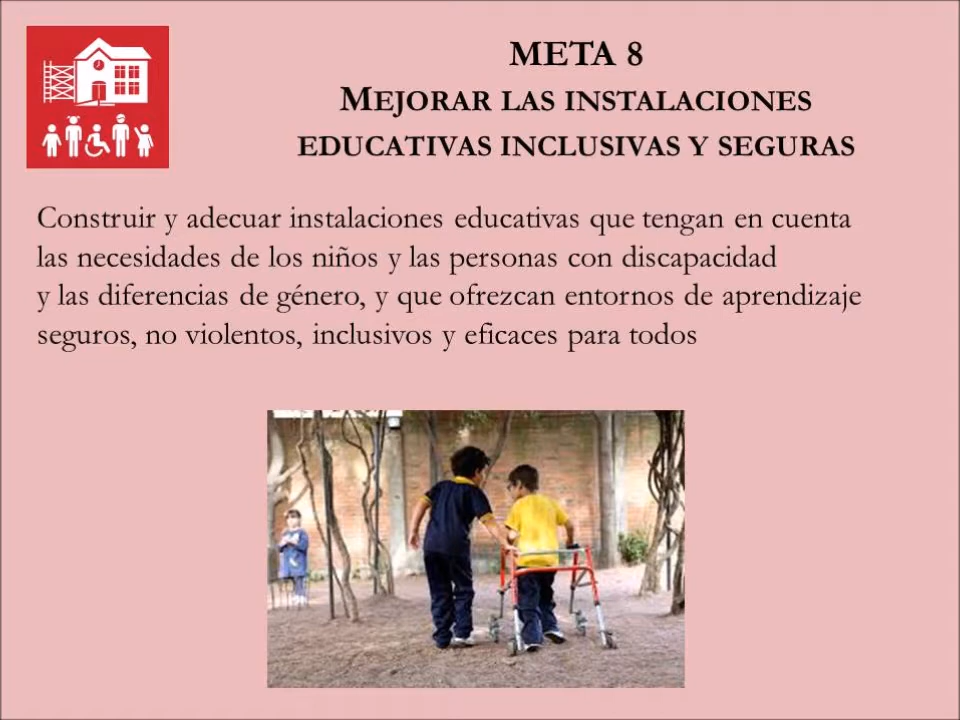 META 8
MEJORAR LAS INSTALACIONES
EDUCATIVAS INCLUSIVAS Y SEGURAS
Construir y adecuar instalaciones educativas que tengan en cuenta
las necesidades de los niños y las personas con discapacidad
y las diferencias de género, y que ofrezcan entornos de aprendizaje
seguros, no violentos, inclusivos y eficaces para todos